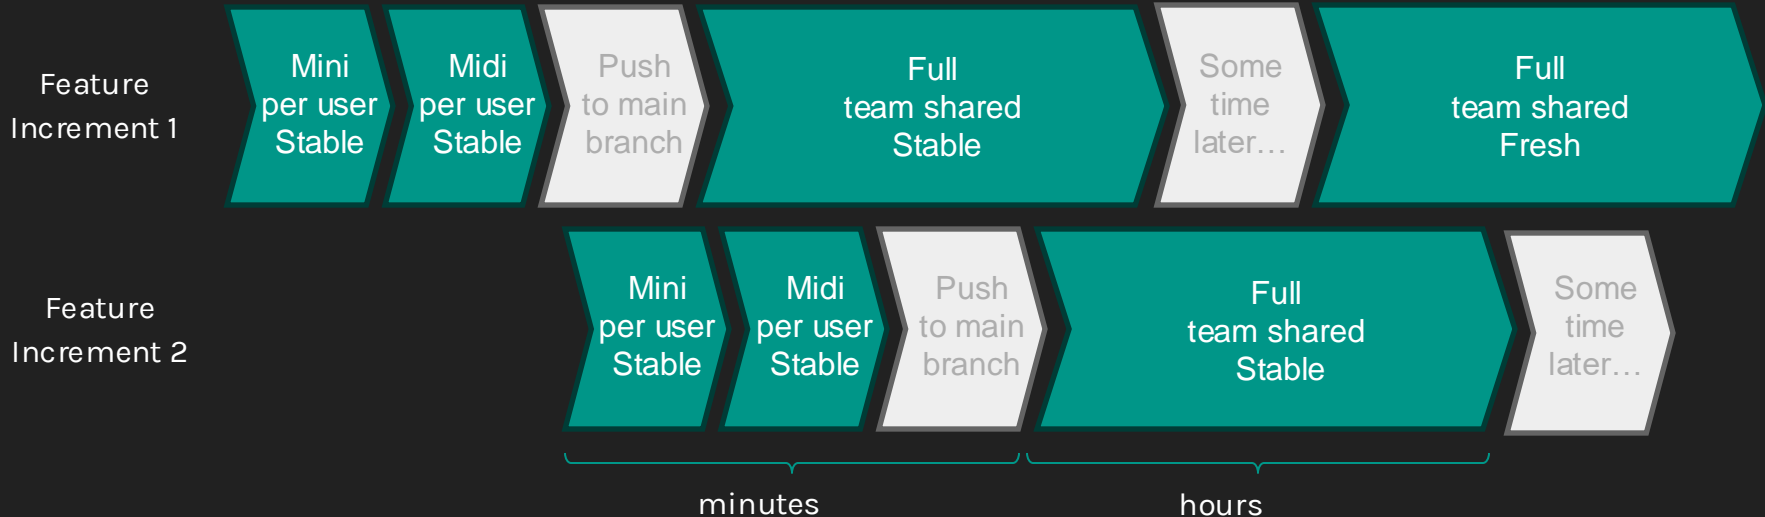 Feature
Increment 1
Mini
per user
Stable
Midi
per user
Stable
Push
to main
branch
Full
team shared
Stable
Some
time
later…
Full
team shared
Fresh
Feature
Increment 2
Mini
per user
Stable
Midi
per user
Stable
Push
to main
branch
Full
team shared
Stable
Some
time
later…
minutes
hours